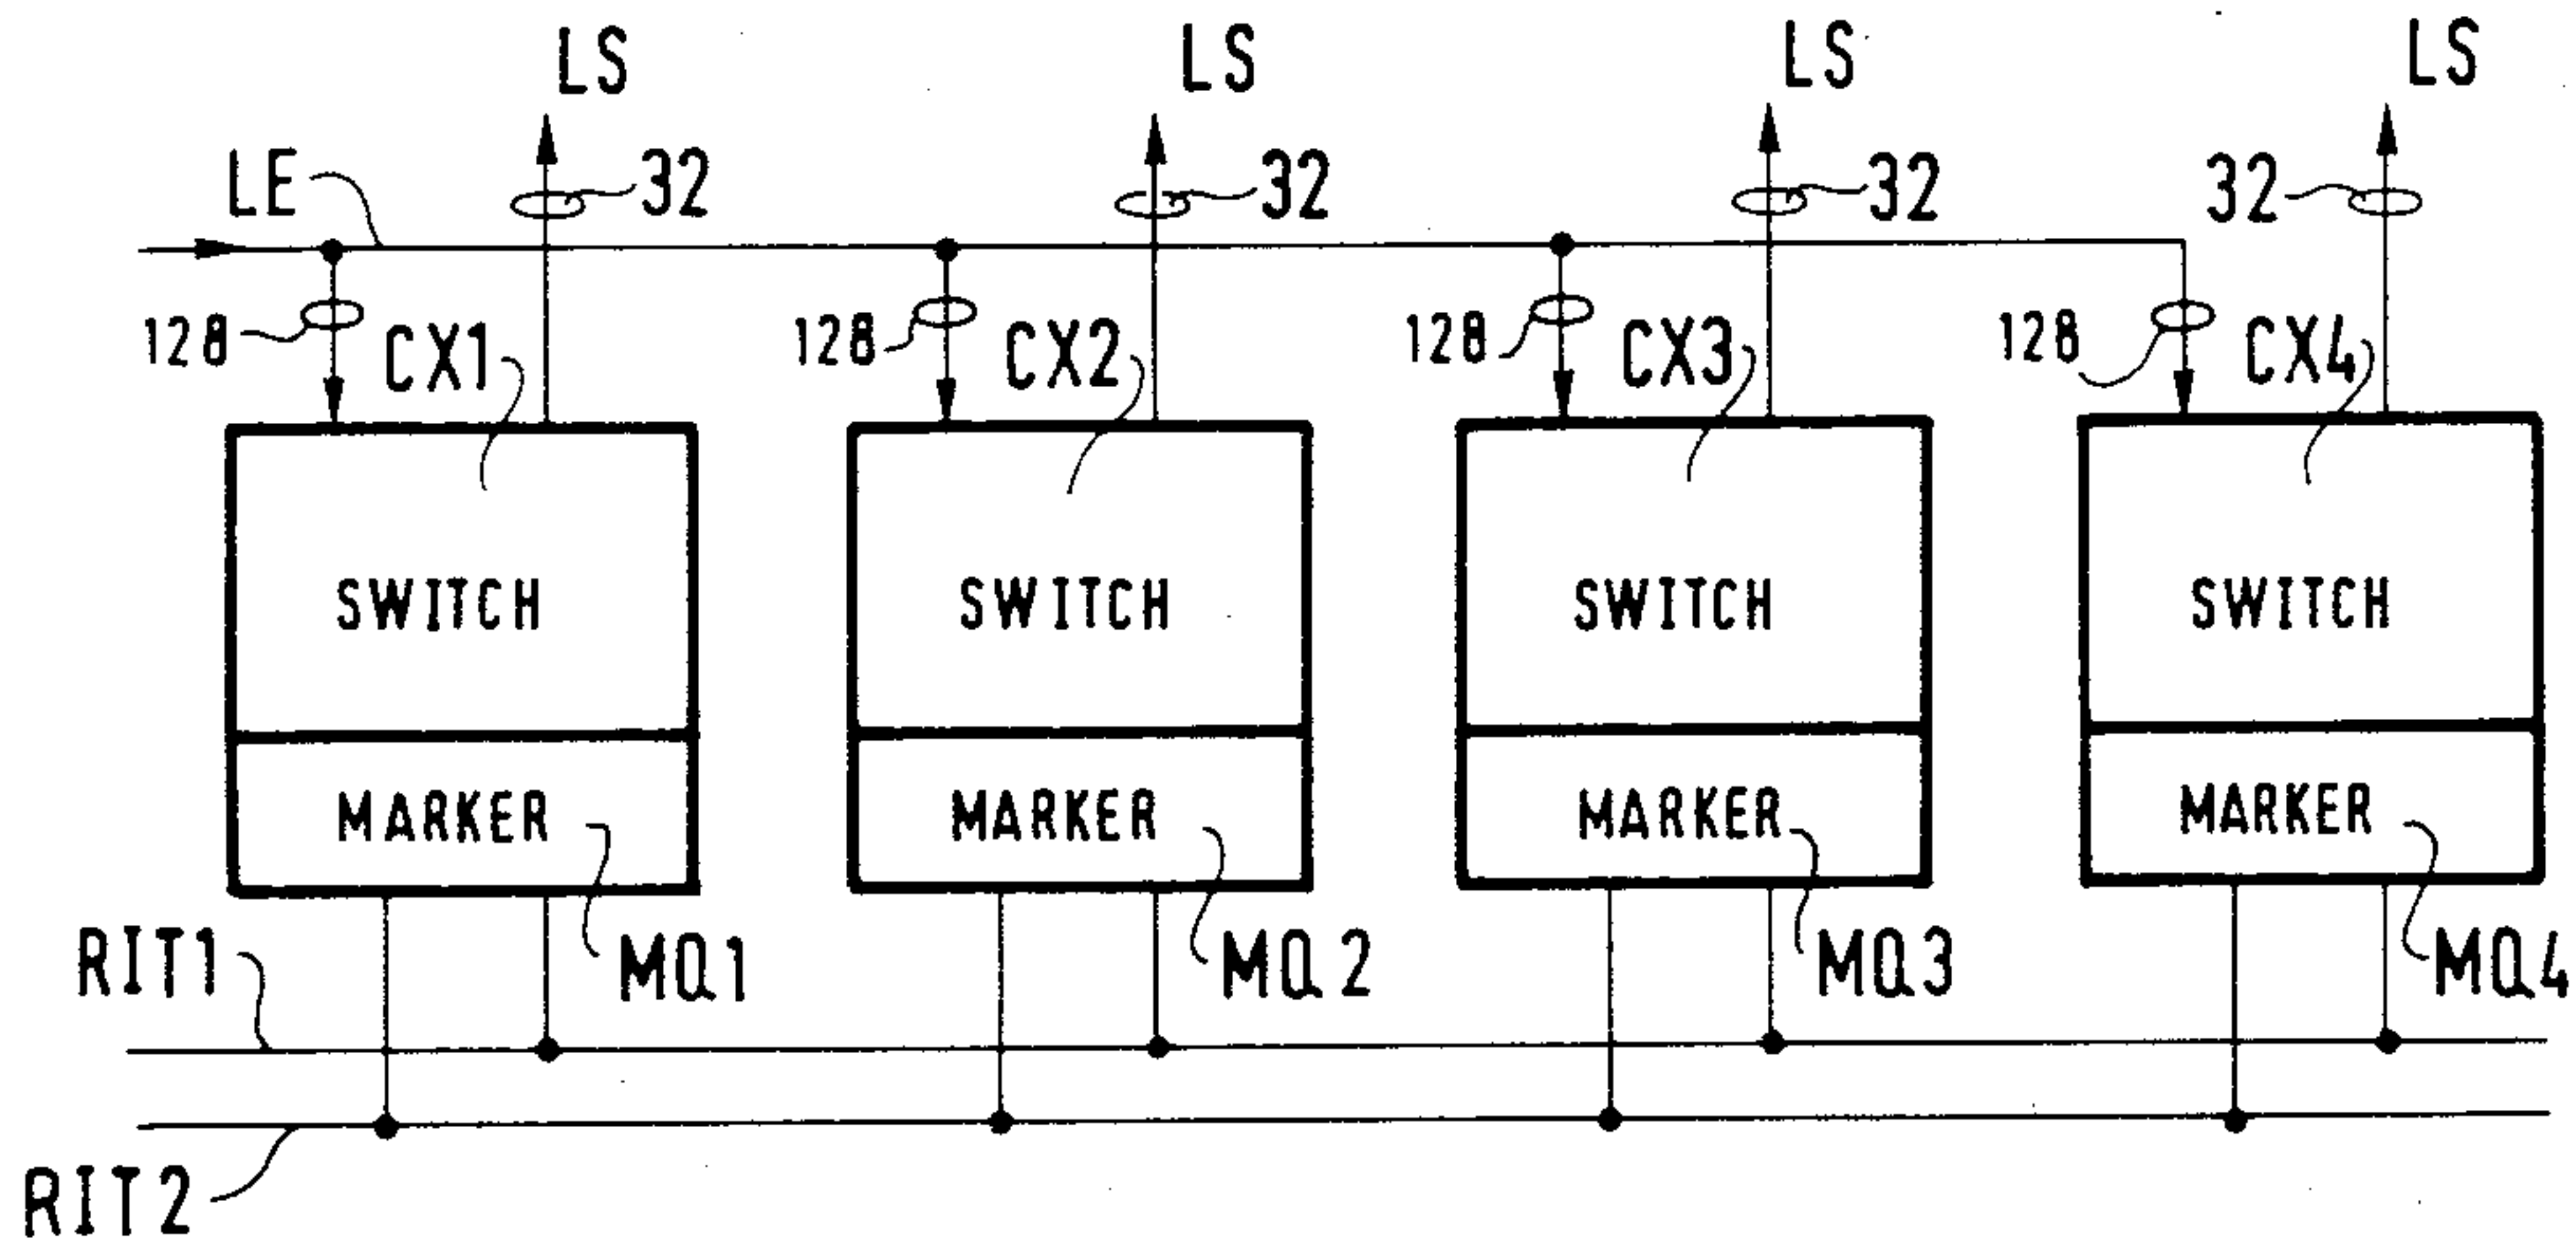 LS LS LS LS
LE 32 32 32 32
128 CX1 128 CX2 128 CX3 128 CX4
SWITCH SWITCH SWITCH SWITCH
MARKER MARKER MARKER MARKER
RIT1 MQ1 MQ2 MQ3 MQ4
RIT2